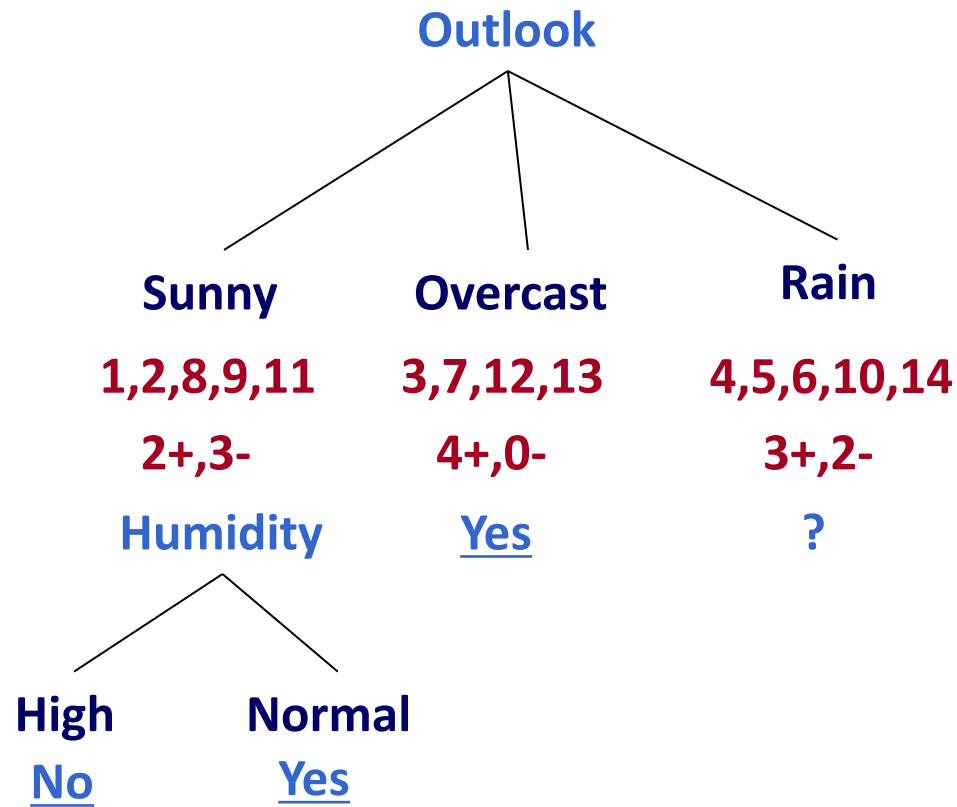 Outlook
Sunny Overcast Rain
1,2,8,9,11 3,7,12,13 4,5,6,10,14
2+,3- 4+,0- 3+,2-
Humidity Yes ?
High Normal
No Yes